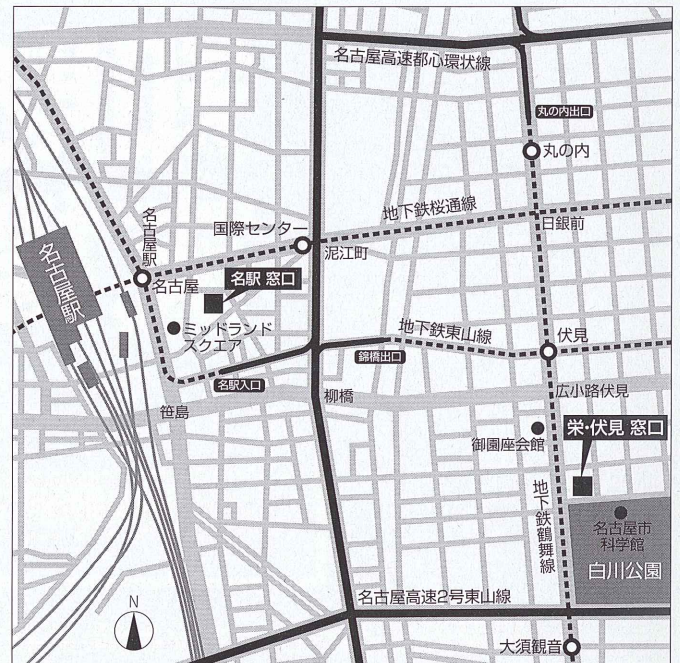 名古屋高速都心環状線
丸の内出口
丸の内
地下鉄桜通線
日銀前
国際センター
泥江町
名古屋駅
名古屋
名駅 窓口
名古屋駅
ミッドランド
スクエア
地下鉄東山線
伏見
錦橋出口
名駅入口
柳橋
広小路伏見
笹島
御園座会館
栄・伏見 窓口
地下鉄鶴舞線
名古屋市
科学館
白川公園
名古屋高速2号東山線
N
大須観音